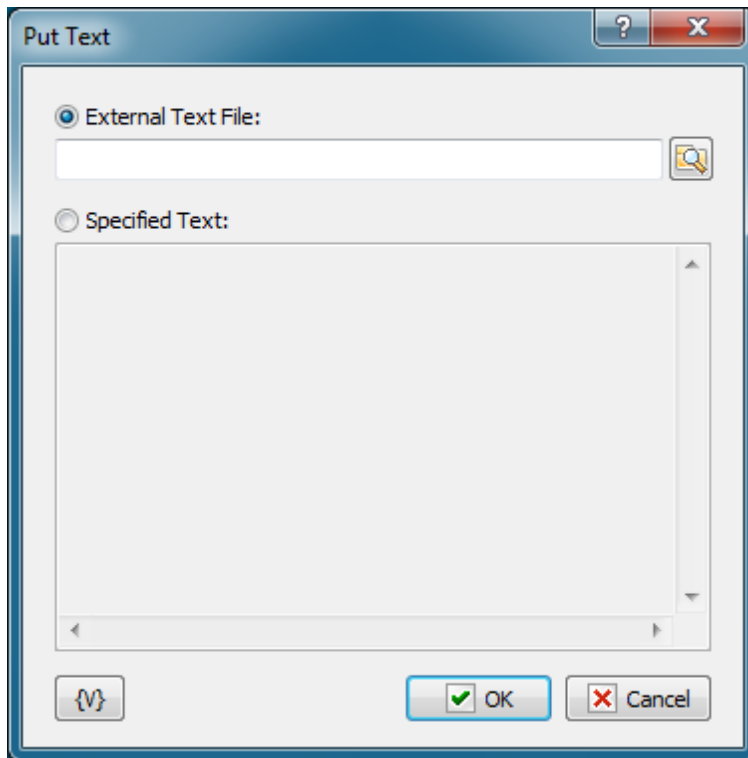 Put Text
?
External Text File:
Specified Text:
{V}
OK
Cancel